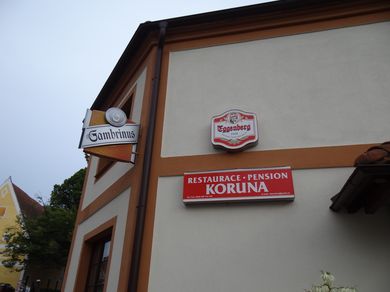 Gambrinus
Eggenberg
RESTAURACE • PENSION
KORUNA